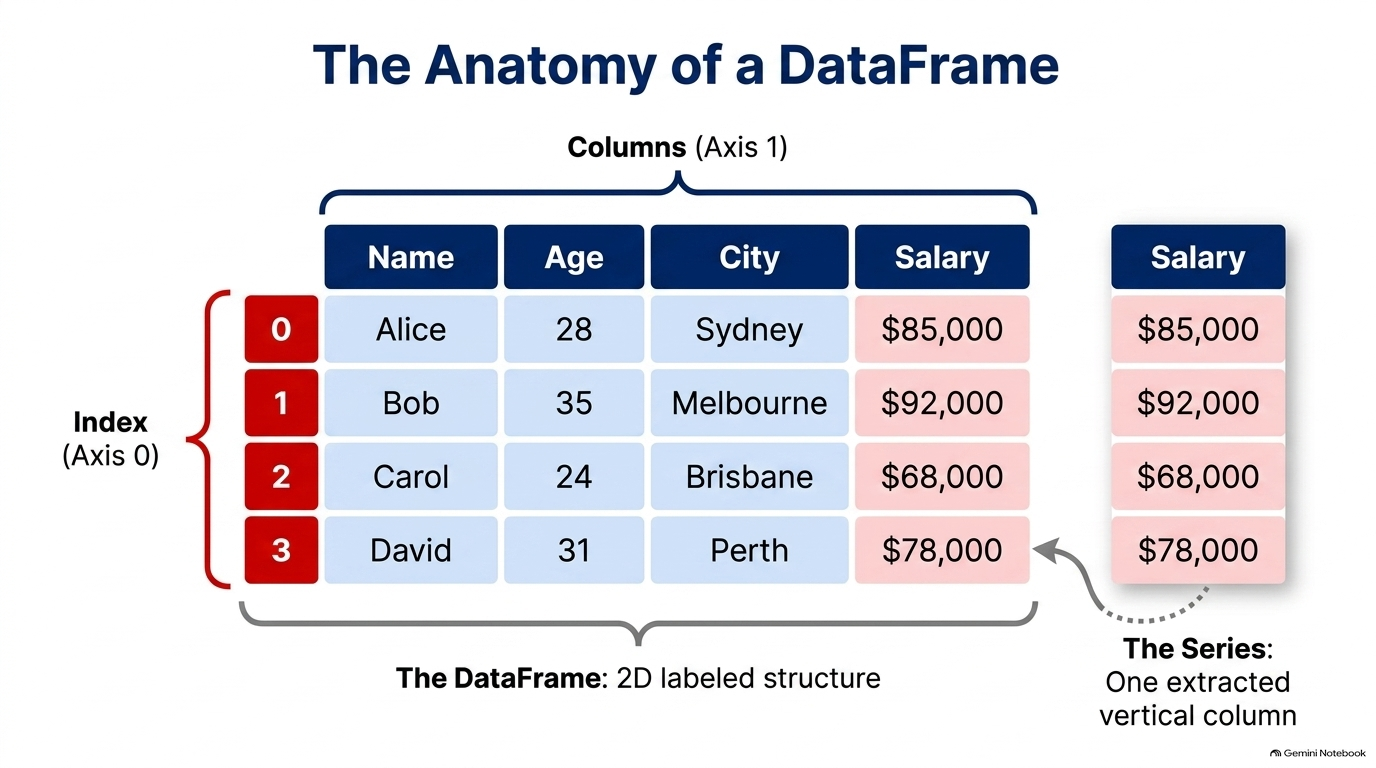 The Anatomy of a DataFrame
Columns (Axis 1)
Name Age City Salary
0 Alice 28 Sydney $85,000
1 Bob 35 Melbourne $92,000
2 Carol 24 Brisbane $68,000
3 David 31 Perth $78,000
Index
(Axis 0)
Salary
$85,000
$92,000
$68,000
$78,000
The DataFrame: 2D labeled structure
The Series:
One extracted
vertical column
Gemini Notebook